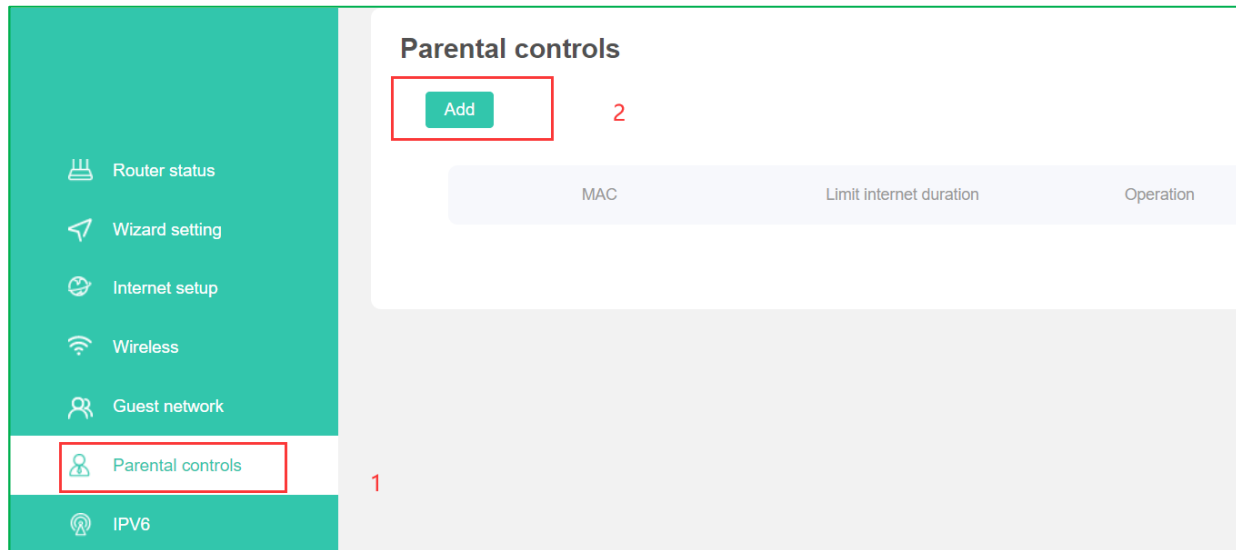 Parental controls
Add
2
MAC Limit internet duration Operation
Router status
Wizard setting
Internet setup
Wireless
Guest network
Parental controls
1
IPV6